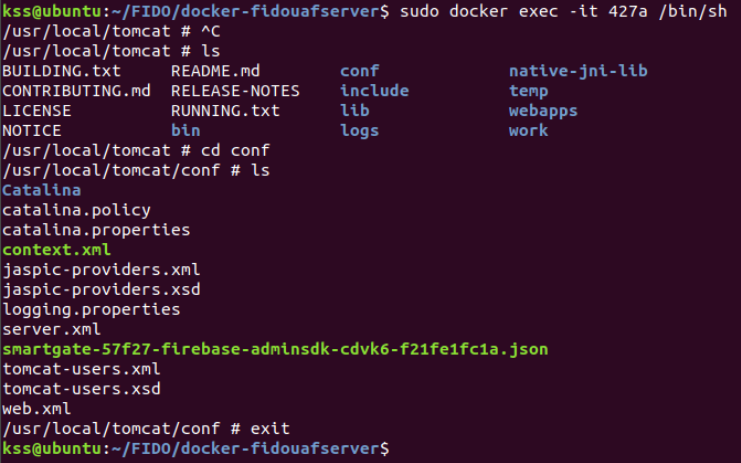 kss@ubuntu:~/FIDO/docker-fidouafserver$ sudo docker exec -it 427a /bin/sh
/usr/local/tomcat # ^C
/usr/local/tomcat # ls
BUILDING.txt     README.md        conf             native-jni-lib
CONTRIBUTING.md  RELEASE-NOTES    include          temp
LICENSE          RUNNING.txt      lib              webapps
NOTICE           bin              logs             work
/usr/local/tomcat # cd conf
/usr/local/tomcat/conf # ls
Catalina
catalina.policy
catalina.properties
context.xml
jaspic-providers.xml
jaspic-providers.xsd
logging.properties
server.xml
smartgate-57f27-firebase-adminsdk-cdvk6-f21fe1fc1a.json
tomcat-users.xml
tomcat-users.xsd
web.xml
/usr/local/tomcat/conf # exit
kss@ubuntu:~/FIDO/docker-fidouafserver$